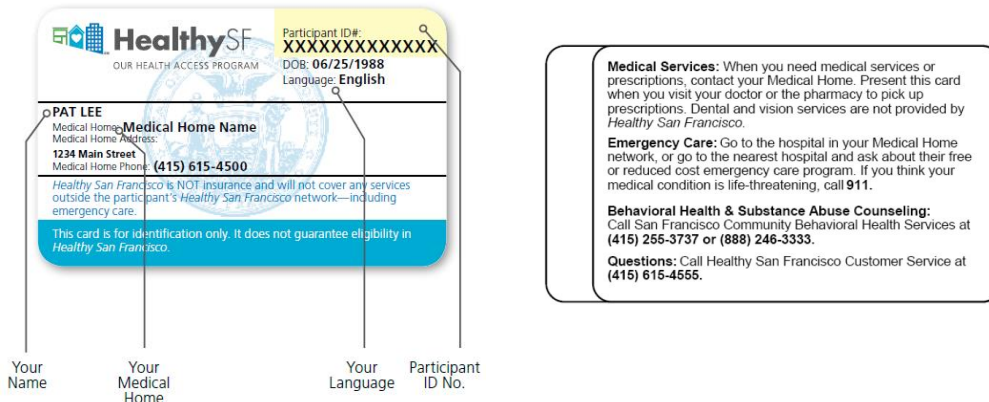 HealthySF
OUR HEALTH ACCESS PROGRAM
Participant ID#:
XXXXXXXXXXXXX
DOB: 06/25/1988
Language: English
PAT LEE
Medical Home: Medical Home Name
Medical Home Address:
1234 Main Street
Medical Home Phone: (415) 615-4500
Healthy San Francisco is NOT insurance and will not cover any services
outside the participant's Healthy San Francisco network—including
emergency care.
This card is for identification only. It does not guarantee eligibility in
Healthy San Francisco.
Your
Name
Your
Medical
Home
Your
Language
Participant
ID No.
Medical Services: When you need medical services or
prescriptions, contact your Medical Home. Present this card
when you visit your doctor or the pharmacy to pick up
prescriptions. Dental and vision services are not provided by
Healthy San Francisco.
Emergency Care: Go to the hospital in your Medical Home
network, or go to the nearest hospital and ask about their free
or reduced cost emergency care program. If you think your
medical condition is life-threatening, call 911.
Behavioral Health & Substance Abuse Counseling:
Call San Francisco Community Behavioral Health Services at
(415) 255-3737 or (888) 246-3333.
Questions: Call Healthy San Francisco Customer Service at
(415) 615-4555.